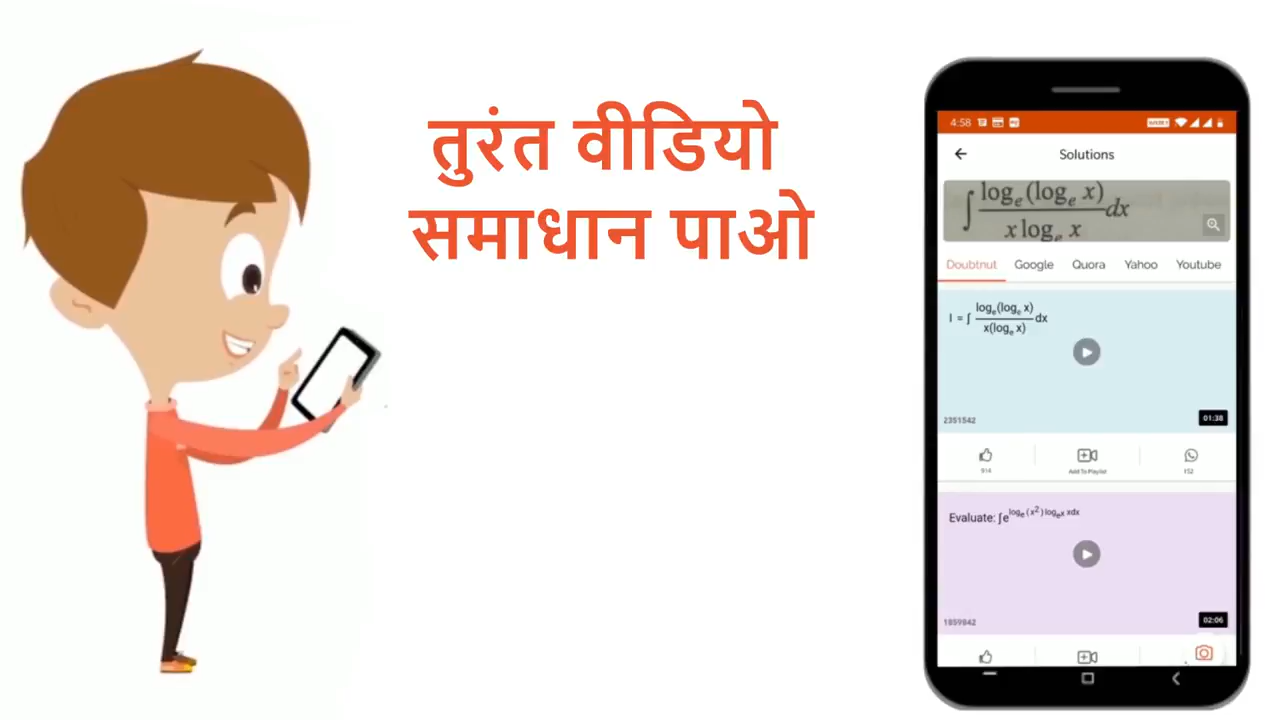 तुरंत वीडियो
समाधान पाओ
4:58
Solutions
∫ logₑ(logₑ x) / x logₑ x dx
Doubtnut Google Quora Yahoo Youtube
I = ∫ logₑ(logₑ x) / x(logₑ x) dx
2351542 01:38
914 Add To Playlist 152
Evaluate: ∫e^logₑ(x²)logₑx xdx
1859842 02:06